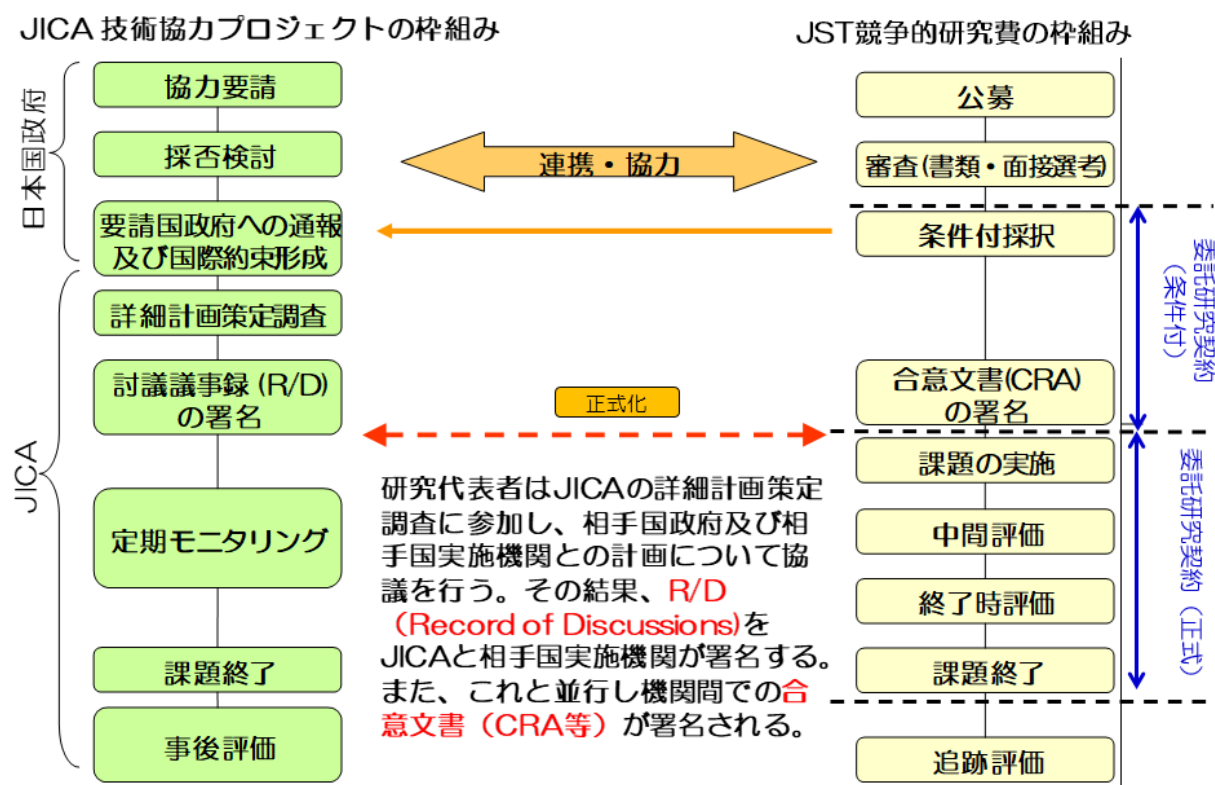 JICA 技術協力プロジェクトの枠組み
日本国政府
協力要請
採否検討
要請国政府への通報
及び国際約束形成
JICA
詳細計画策定調査
討議議事録 (R/D)
の署名
定期モニタリング
課題終了
事後評価
連携・協力
正式化
研究代表者はJICAの詳細計画策定
調査に参加し、相手国政府及び相
手国実施機関との計画について協
議を行う。その結果、R/D
(Record of Discussions)を
JICAと相手国実施機関が署名する。
また、これと並行し機関間での合
意文書(CRA等)が署名される。
JST競争的研究費の枠組み
公募
審査(書類・面接選考)
条件付採択
合意文書(CRA)
の署名
課題の実施
中間評価
終了時評価
課題終了
追跡評価
委託研究契約
(条件付)
委託研究契約(正式)